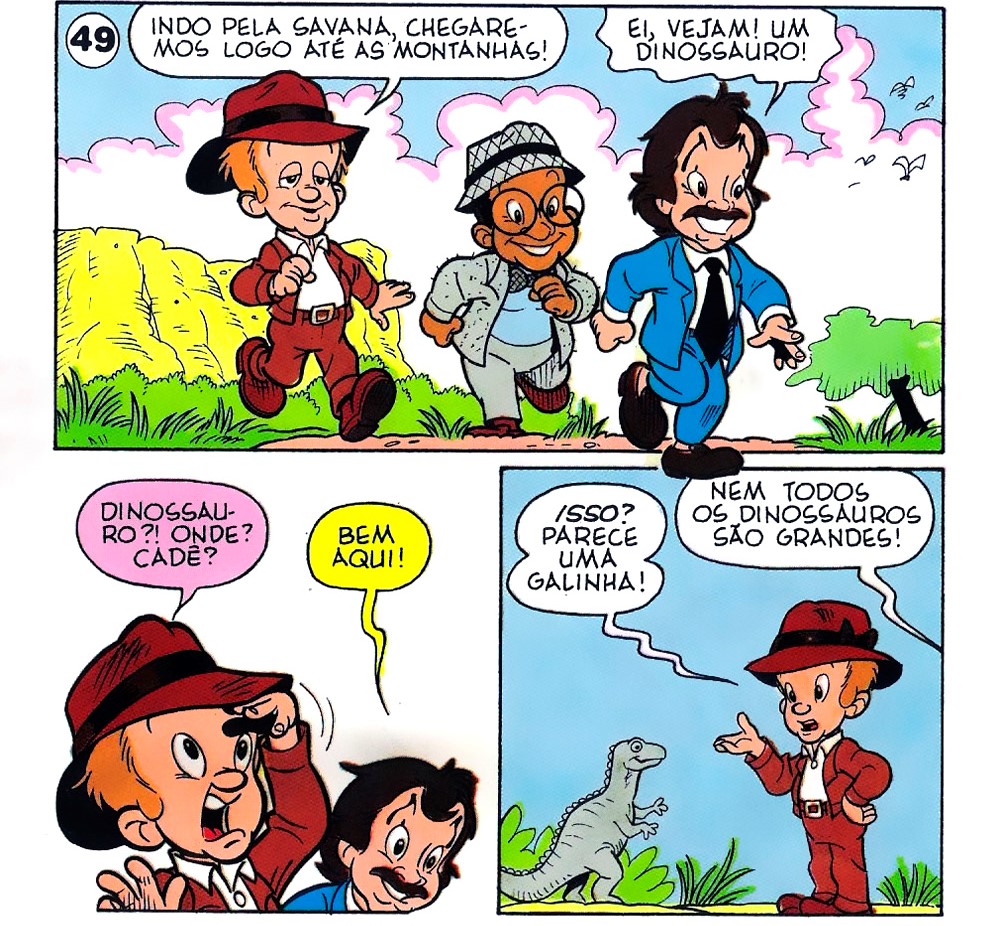 49
INDO PELA SAVANA, CHEGARE-
MOS LOGO ATÉ AS MONTANHAS!
EI, VEJAM! UM
DINOSSAURO!
DINOSSAU-
RO?! ONDE?
CADÊ?
BEM
AQUI!
ISSO?
PARECE
UMA
GALINHA!
NEM TODOS
OS DINOSSAUROS
SÃO GRANDES!